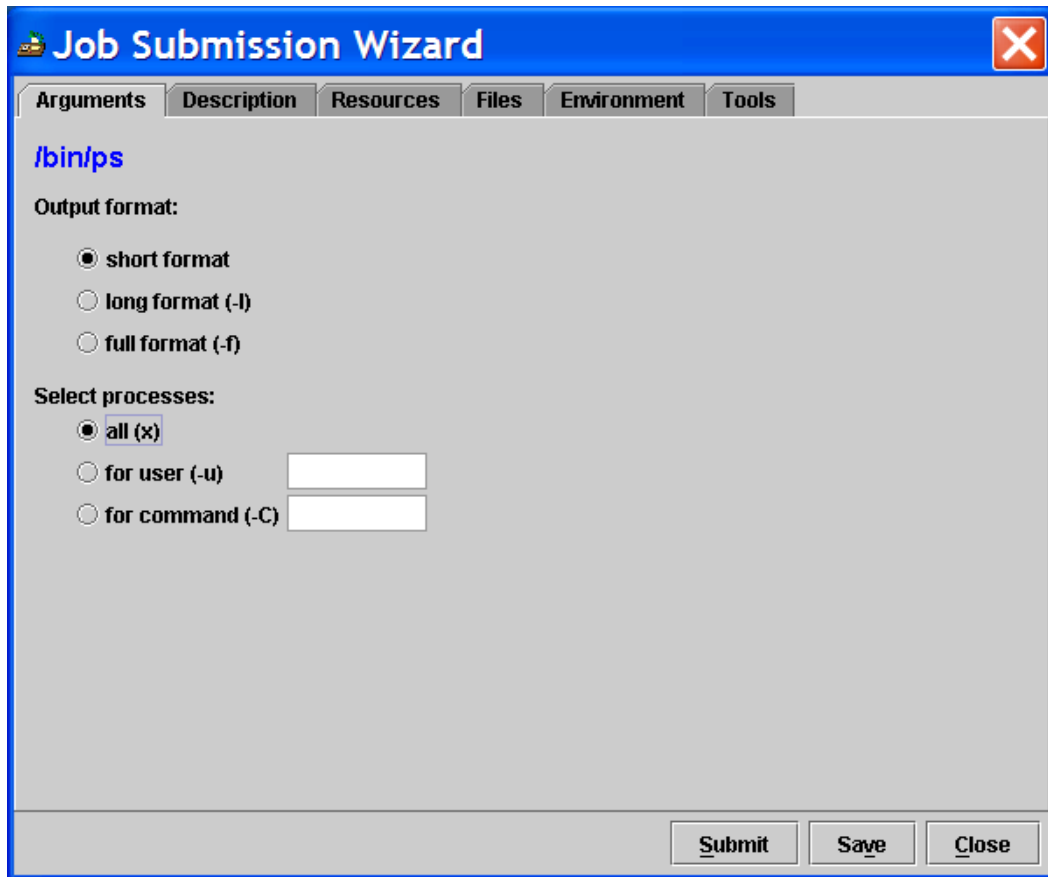 Job Submission Wizard
Arguments Description Resources Files Environment Tools
/bin/ps
Output format:
short format
long format (-l)
full format (-f)
Select processes:
all (x)
for user (-u)
for command (-C)
Submit Save Close